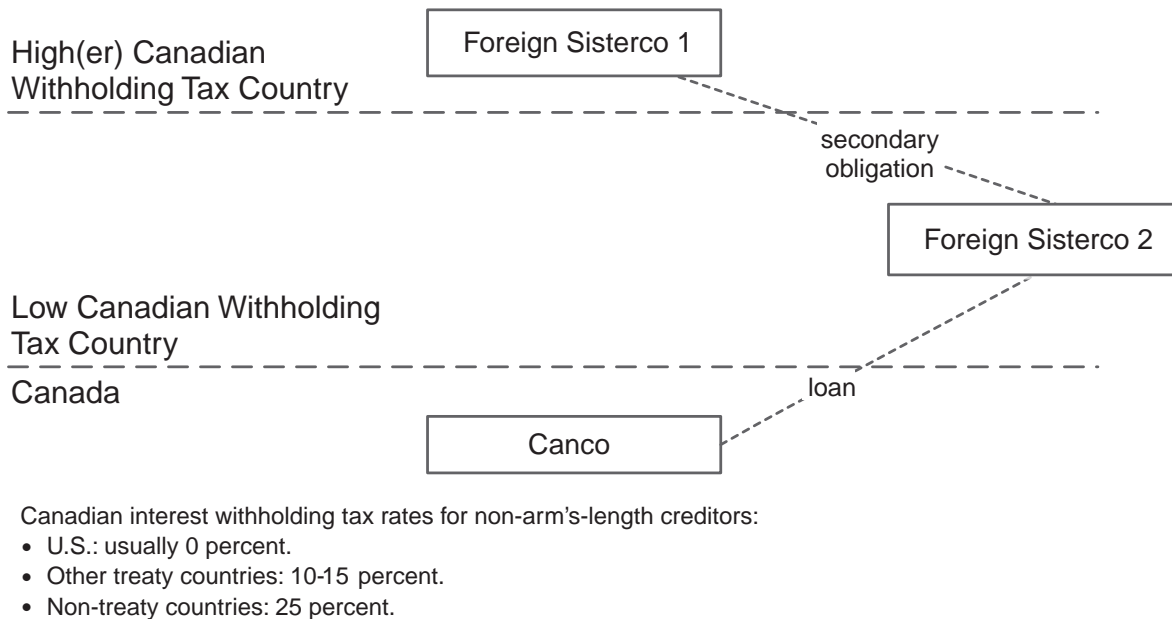 Foreign Sisterco 1
High(er) Canadian
Withholding Tax Country
secondary
obligation
Foreign Sisterco 2
Low Canadian Withholding
Tax Country
Canada
loan
Canco
Canadian interest withholding tax rates for non-arm's-length creditors:
• U.S.: usually 0 percent.
• Other treaty countries: 10-15 percent.
• Non-treaty countries: 25 percent.